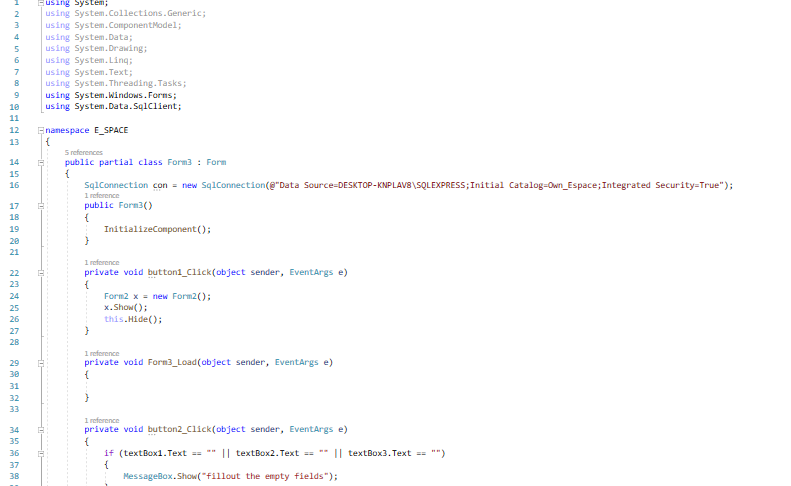 1 using System;
2 using System.Collections.Generic;
3 using System.ComponentModel;
4 using System.Data;
5 using System.Drawing;
6 using System.Linq;
7 using System.Text;
8 using System.Threading.Tasks;
9 using System.Windows.Forms;
10 using System.Data.SqlClient;
11
12 namespace E_SPACE
13 {
5 references
14 public partial class Form3 : Form
15 {
16 SqlConnection con = new SqlConnection(@"Data Source=DESKTOP-KNPLAV8\SQLEXPRESS;Initial Catalog=Own_Espace;Integrated Security=True");
1 reference
17 public Form3()
18 {
19 InitializeComponent();
20 }
21
1 reference
22 private void button1_Click(object sender, EventArgs e)
23 {
24 Form2 x = new Form2();
25 x.Show();
26 this.Hide();
27 }
28
1 reference
29 private void Form3_Load(object sender, EventArgs e)
30 {
31
32 }
33
1 reference
34 private void button2_Click(object sender, EventArgs e)
35 {
36 if (textBox1.Text == "" || textBox2.Text == "" || textBox3.Text == "")
37 {
38 MessageBox.Show("fillout the empty fields");